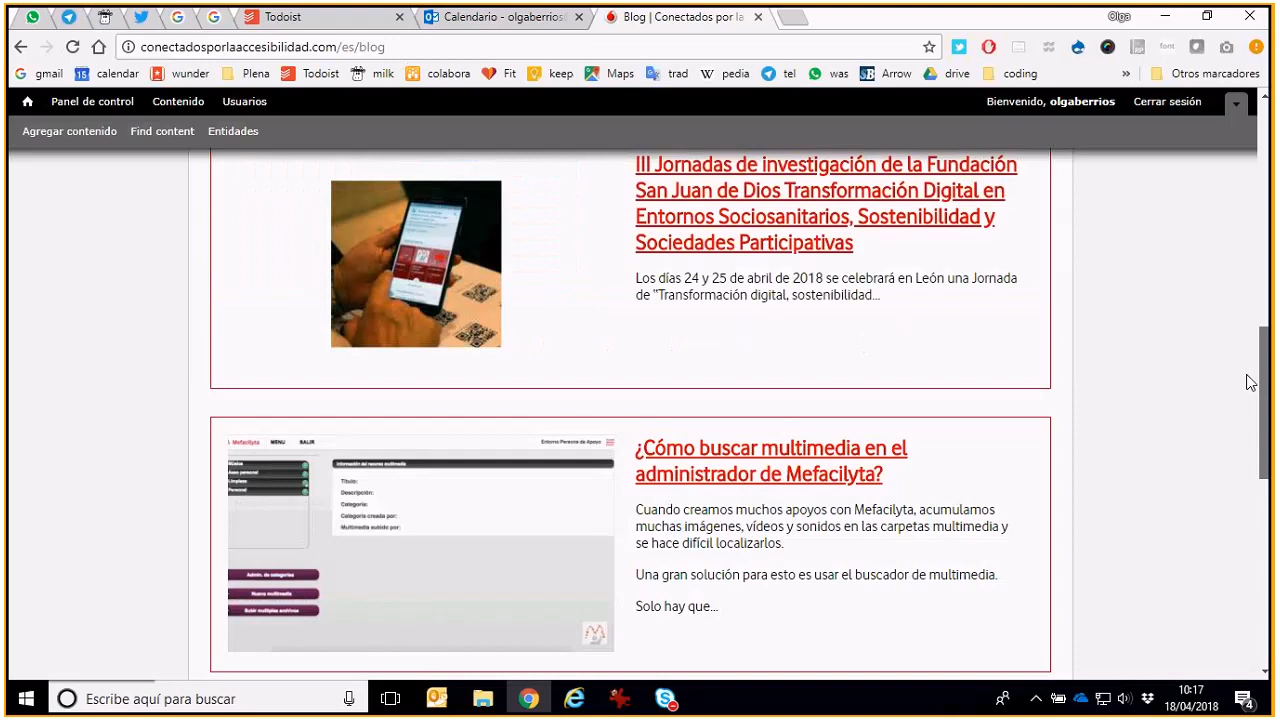 Todoist
Calendario - olgaberrios
Blog | Conectados por la
Olga
conectadosporlaaccesibilidad.com/es/blog
font
gmail
18 calendar
wunder
Plena
Todoist
milk
colabora
Fit
keep
Maps
trad
W pedia
tel
was
Arrow
drive
coding
»
Otros marcadores
Panel de control
Contenido
Usuarios
Bienvenido, olgaberrios
Cerrar sesión
Agregar contenido
Find content
Entidades
III Jornadas de investigación de la Fundación
San Juan de Dios Transformación Digital en
Entornos Sociosanitarios, Sostenibilidad y
Sociedades Participativas
Los días 24 y 25 de abril de 2018 se celebrará en León una Jornada
de "Transformación digital, sostenibilidad...
Mefacilyta
MENU
SALIR
Entorno Persona de Apoyo
Música
Aseo personal
Limpieza
Personal
Información del recurso multimedia
Título:
Descripción:
Categoría:
Categoría creada por:
Multimedia subido por:
Admin. de categorías
Nuevo multimedia
Subir múltiples archivos
¿Cómo buscar multimedia en el
administrador de Mefacilyta?
Cuando creamos muchos apoyos con Mefacilyta, acumulamos
muchas imágenes, vídeos y sonidos en las carpetas multimedia y
se hace difícil localizarlos.
Una gran solución para esto es usar el buscador de multimedia.
Solo hay que...
Escribe aquí para buscar
10:17
18/04/2018
4